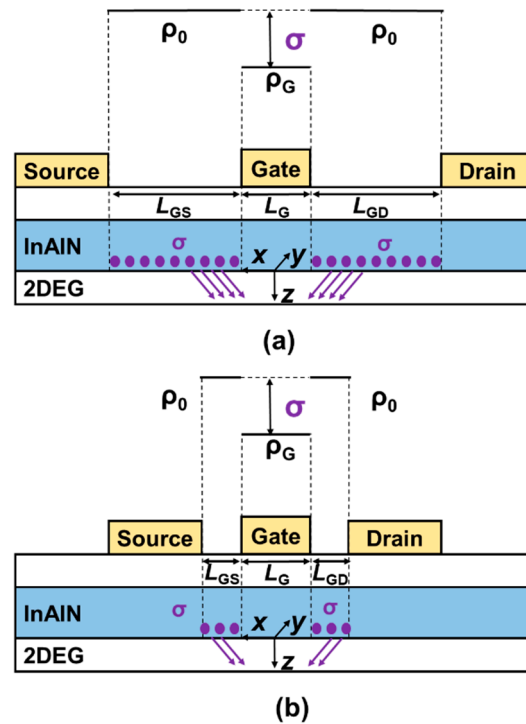 ρ₀ σ ρ₀
ρG
Source Gate Drain
LGS LG LGD
InAlN σ x y σ
2DEG z
(a)
ρ₀ σ ρ₀
ρG
Source Gate Drain
LGS LG LGD
InAlN σ x y σ
2DEG z
(b)